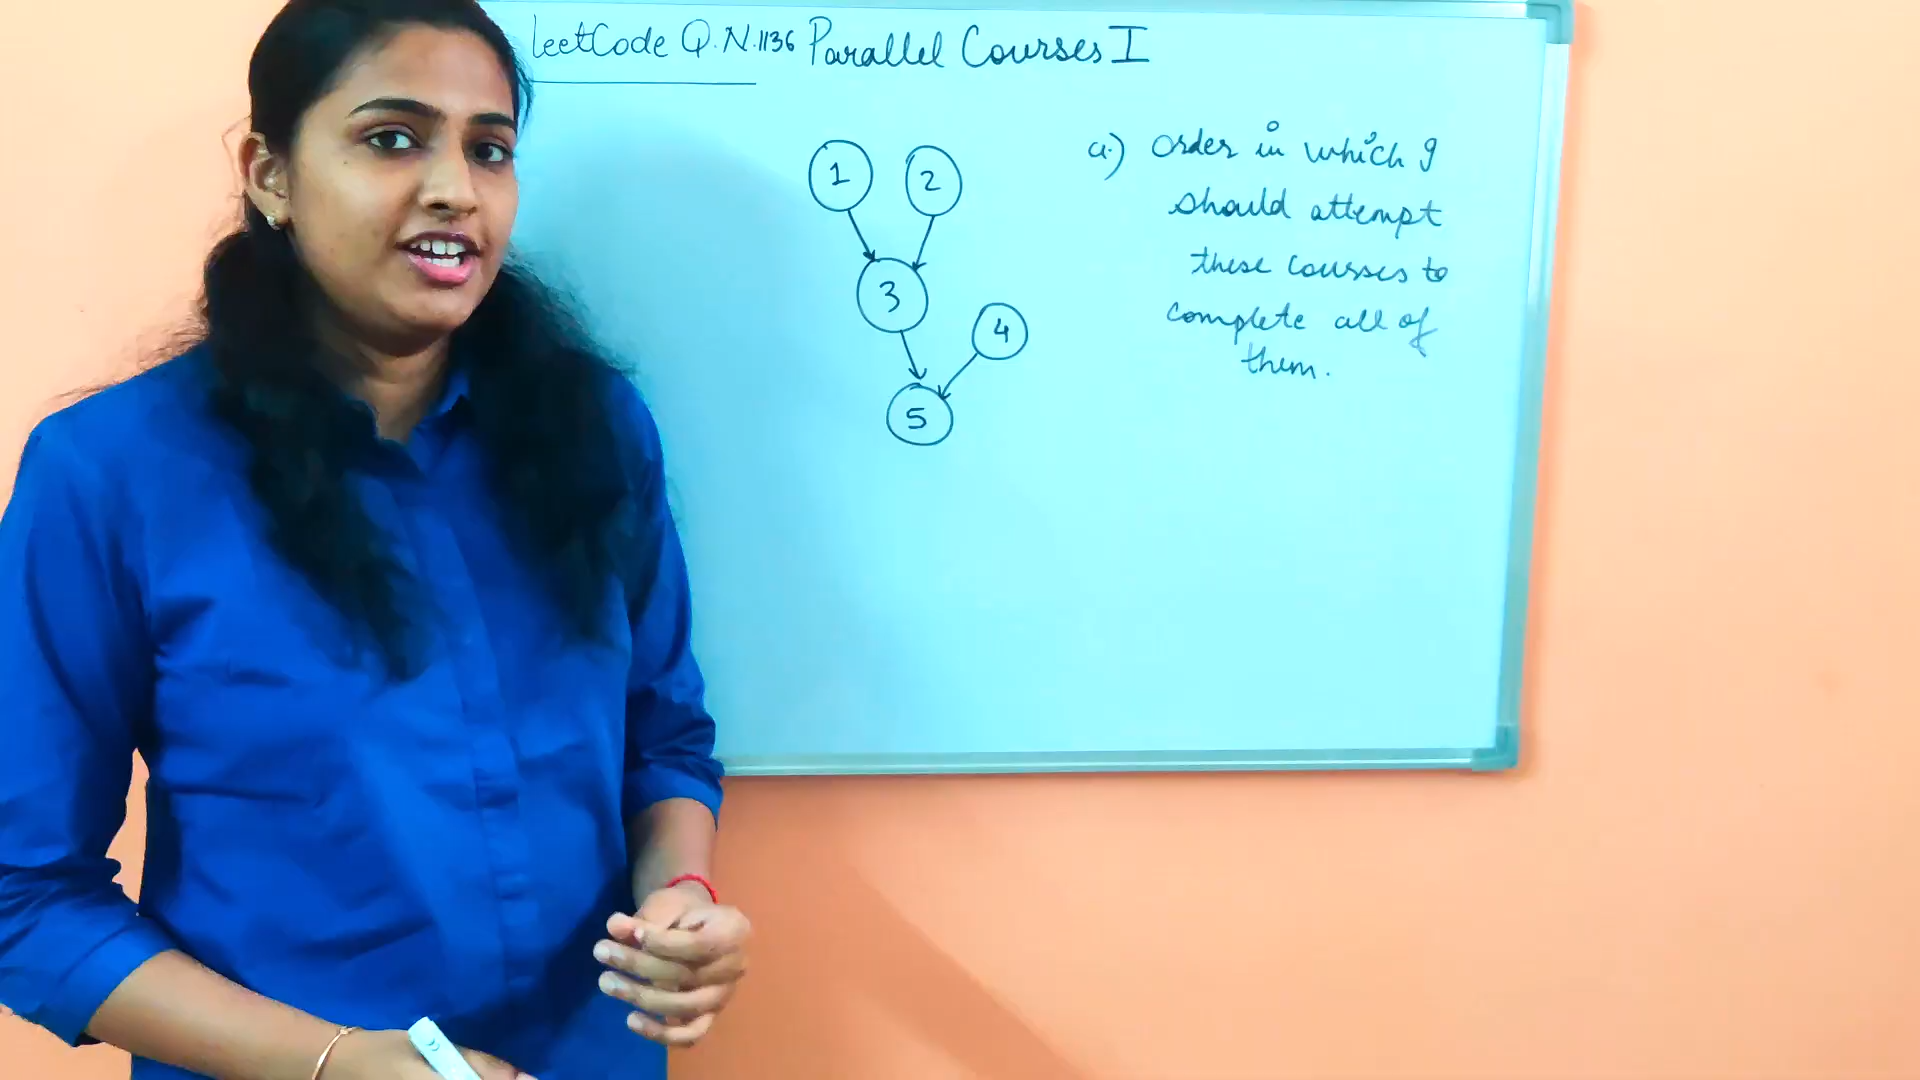 LeetCode Q.N.1136 Parallel Courses I
1 2
3
4
5
a.) Order in which I
should attempt
these courses to
complete all of
them.